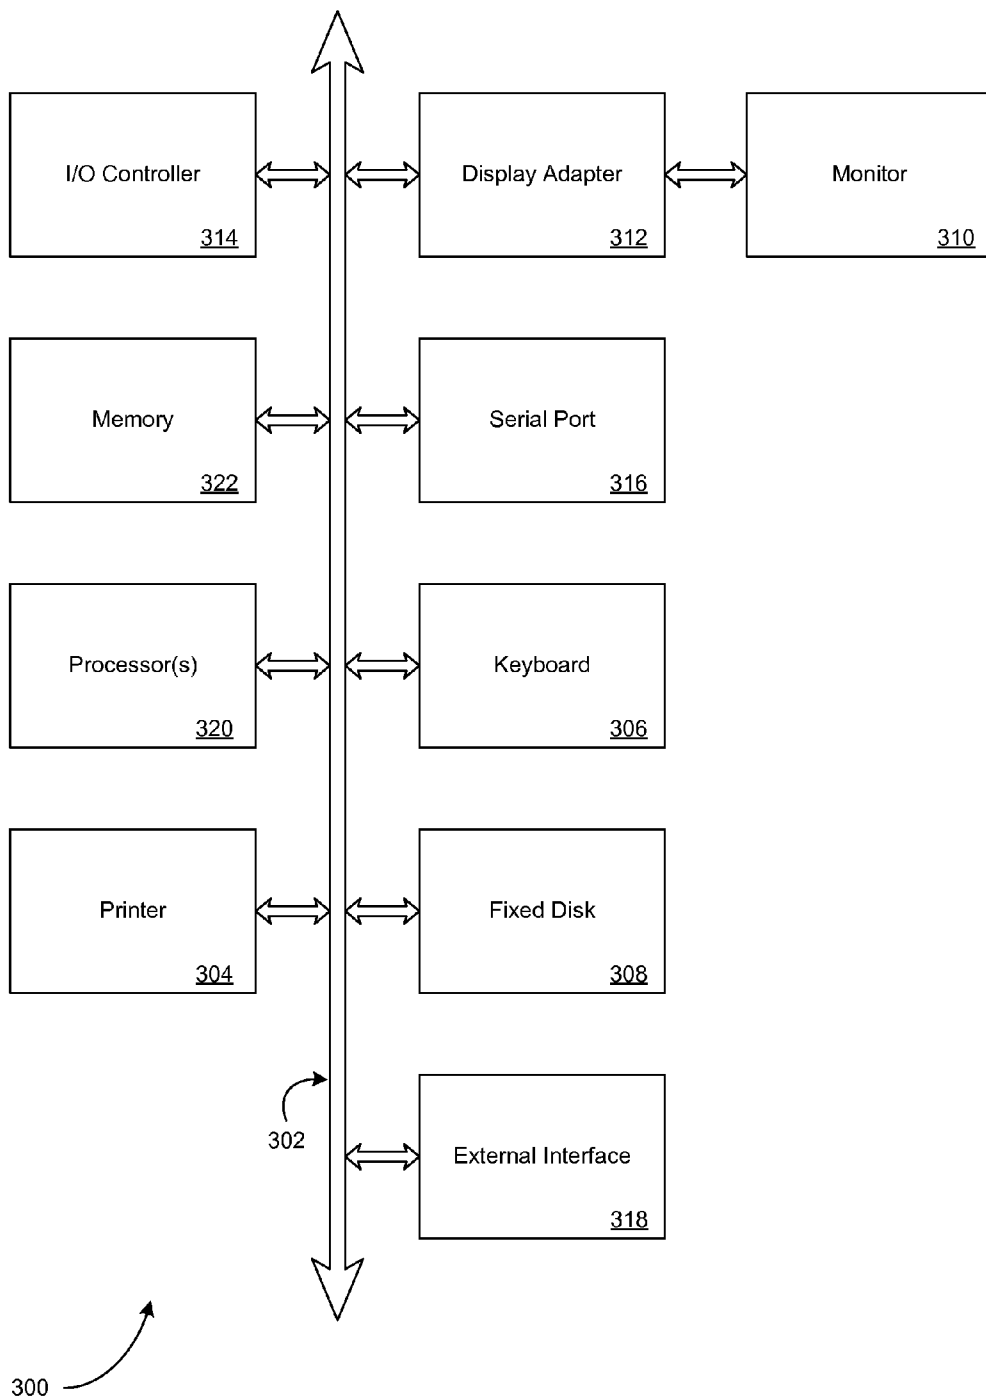 I/O Controller
314
Display Adapter
312
Monitor
310
Memory
322
Serial Port
316
Processor(s)
320
Keyboard
306
Printer
304
Fixed Disk
308
302
External Interface
318
300